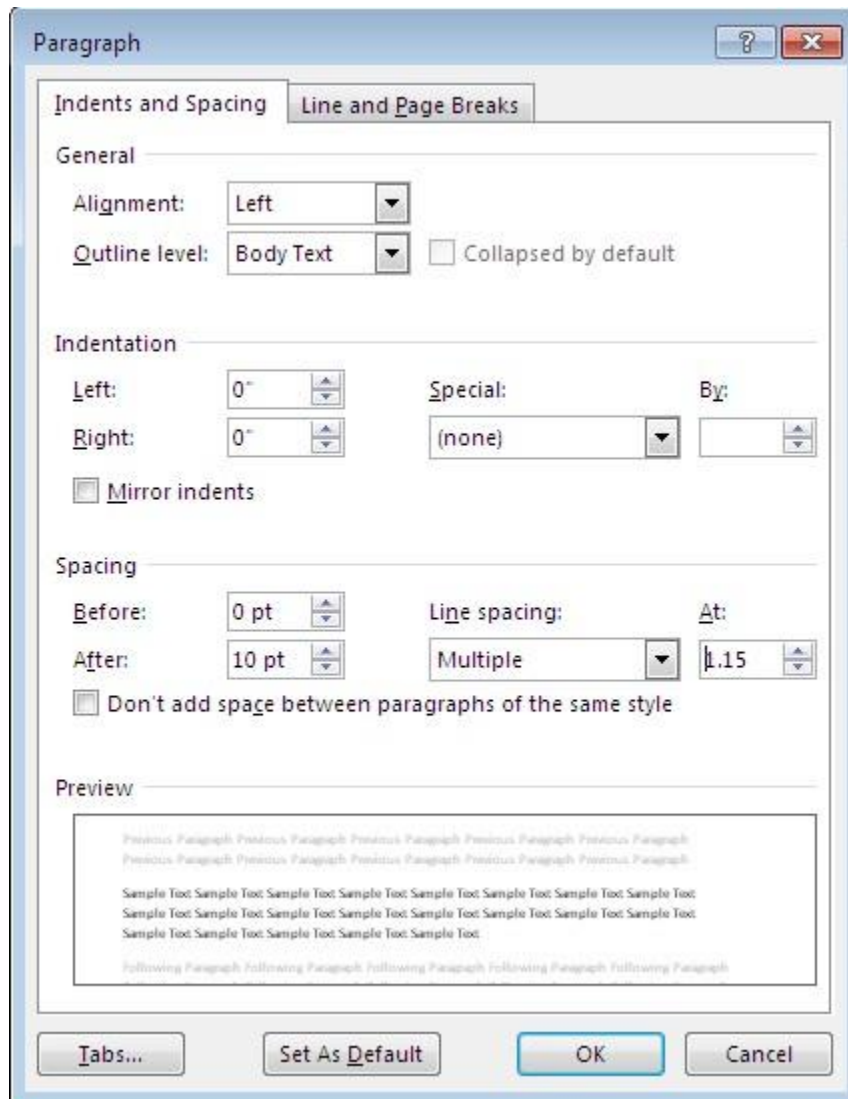 Paragraph
Indents and Spacing Line and Page Breaks
General
Alignment: Left
Outline level: Body Text Collapsed by default
Indentation
Left: 0" Special: By:
Right: 0" (none)
Mirror indents
Spacing
Before: 0 pt Line spacing: At:
After: 10 pt Multiple 1.15
Don't add space between paragraphs of the same style
Preview
Previous Paragraph Previous Paragraph Previous Paragraph Previous Paragraph Previous Paragraph
Previous Paragraph Previous Paragraph Previous Paragraph Previous Paragraph Previous Paragraph
Sample Text Sample Text Sample Text Sample Text Sample Text Sample Text Sample Text Sample Text
Sample Text Sample Text Sample Text Sample Text Sample Text Sample Text Sample Text Sample Text
Sample Text Sample Text Sample Text Sample Text Sample Text
Following Paragraph Following Paragraph Following Paragraph Following Paragraph Following Paragraph
Tabs... Set As Default OK Cancel